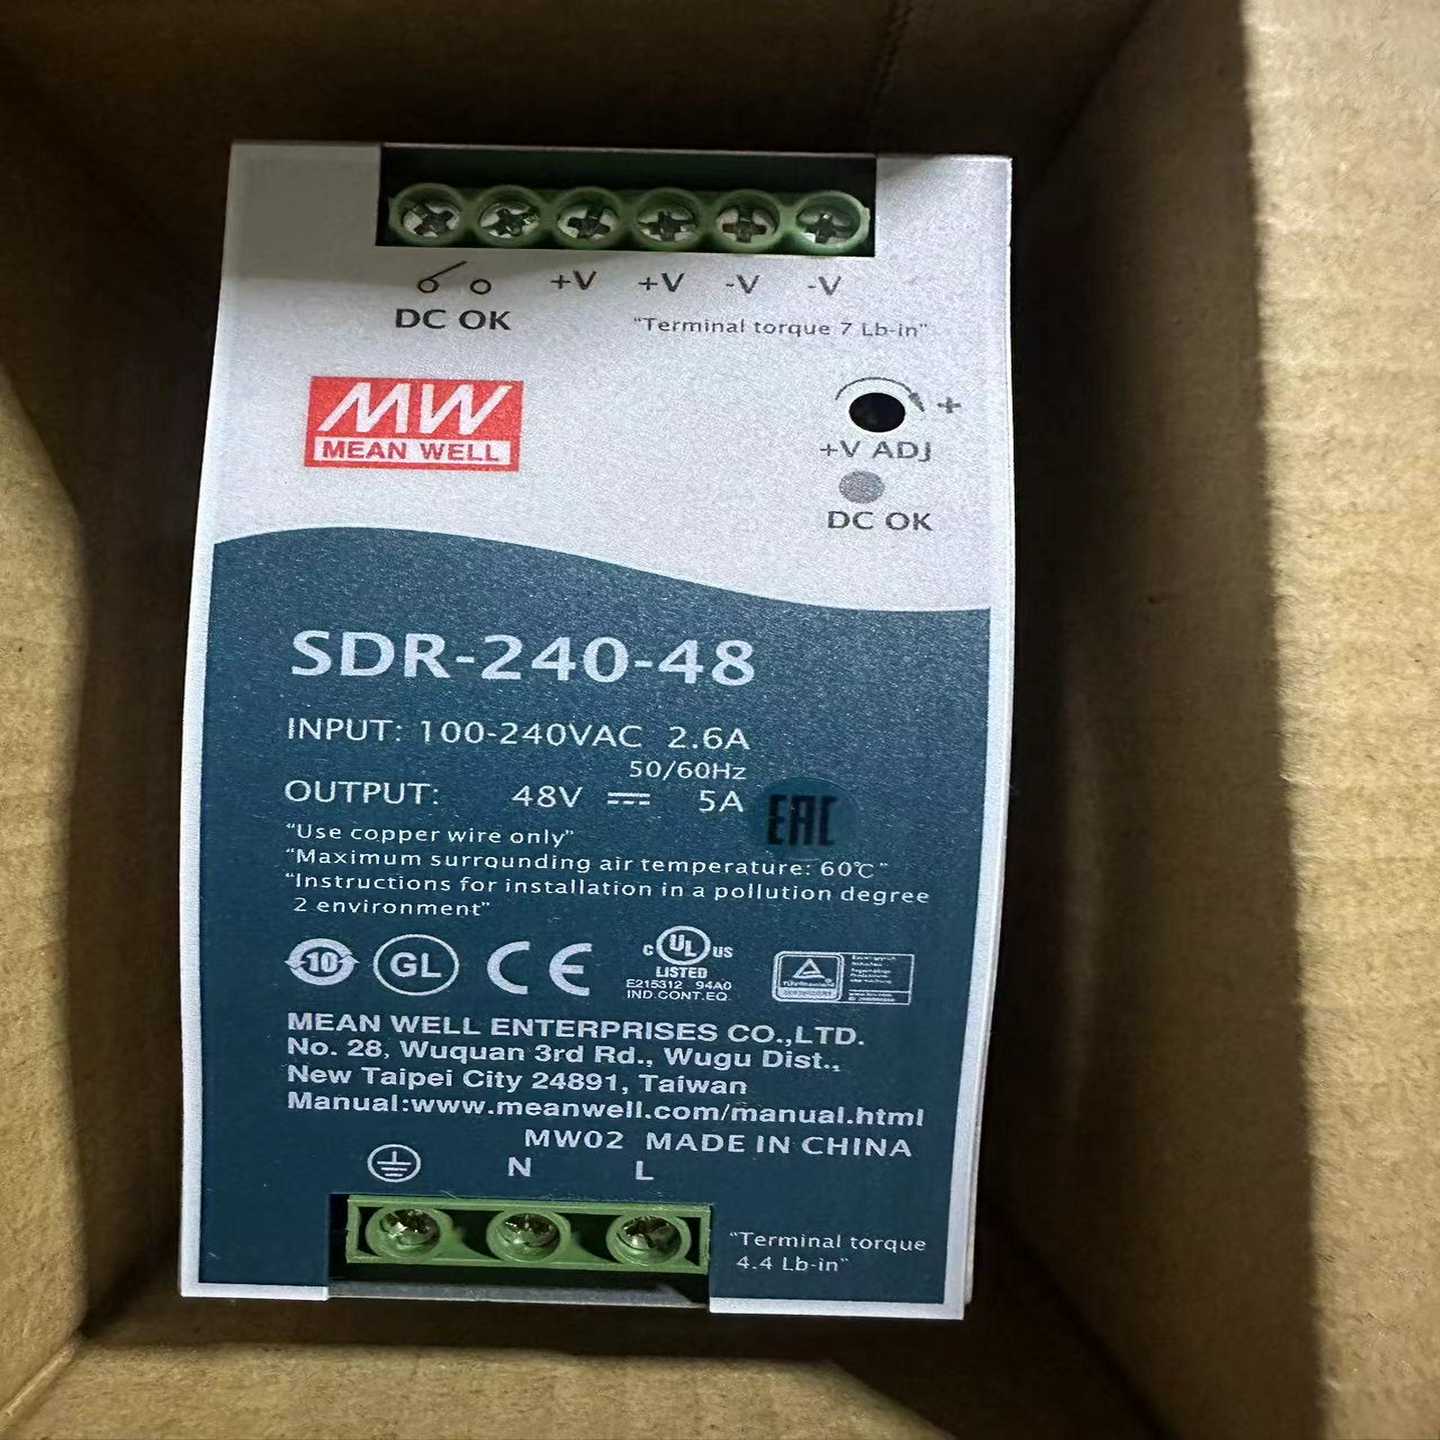 +V +V -V -V
DC OK
"Terminal torque 7 Lb-in"
MW
MEAN WELL
+
+V ADJ
DC OK
SDR-240-48
INPUT: 100-240VAC 2.6A
50/60Hz
OUTPUT: 48V 5A
EAC
"Use copper wire only"
"Maximum surrounding air temperature: 60℃"
"Instructions for installation in a pollution degree
2 environment"
10
GL
CE
c UL US
LISTED
E215312 94A0
IND.CONT.EQ.
MEAN WELL ENTERPRISES CO.,LTD.
No. 28, Wuquan 3rd Rd., Wugu Dist.,
New Taipei City 24891, Taiwan
Manual:www.meanwell.com/manual.html
MW02 MADE IN CHINA
N L
"Terminal torque
4.4 Lb-in"